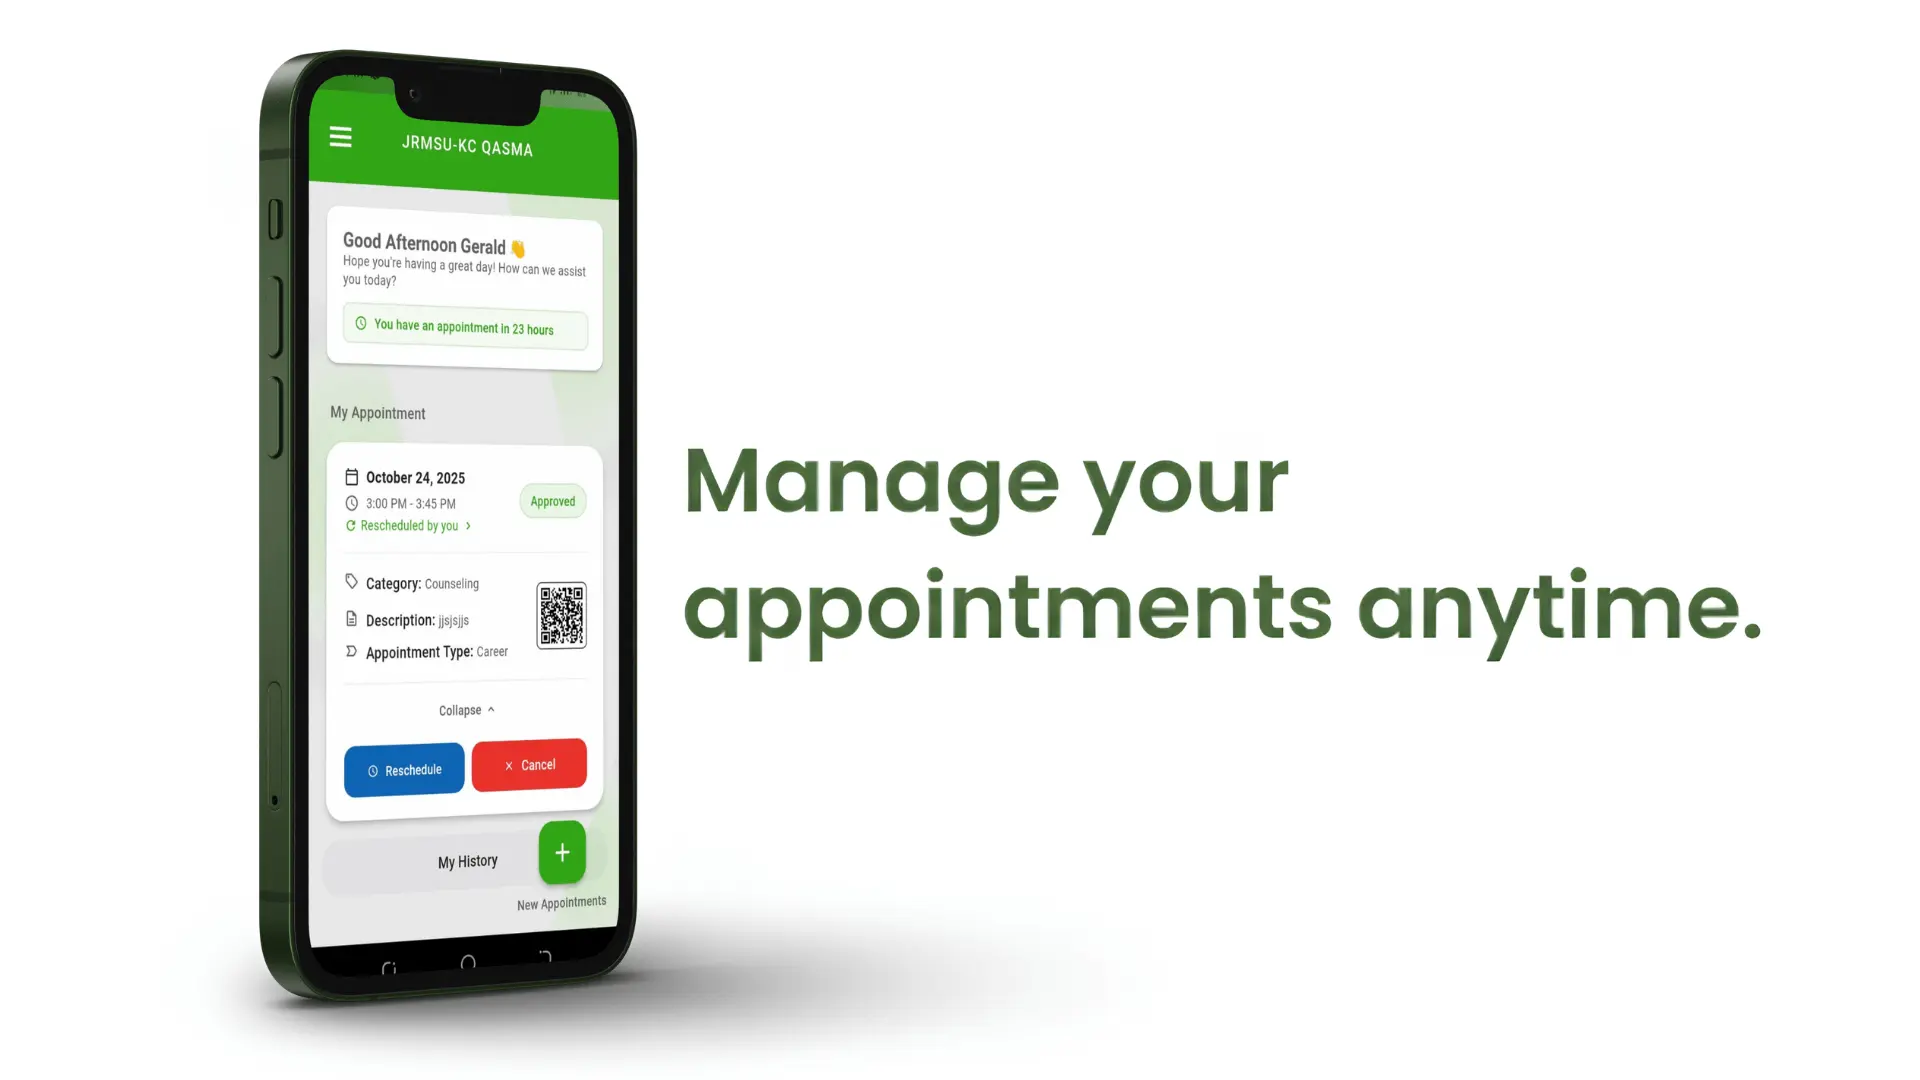 JRMSU-KC QASMA
Good Afternoon Gerald 👋
Hope you're having a great day! How can we assist
you today?
You have an appointment in 23 hours
My Appointment
October 24, 2025
3:00 PM - 3:45 PM
Approved
Rescheduled by you >
Category: Counseling
Description: jjsjsjjs
Appointment Type: Career
Collapse ^
Reschedule
× Cancel
My History
+
New Appointments
Manage your
appointments anytime.